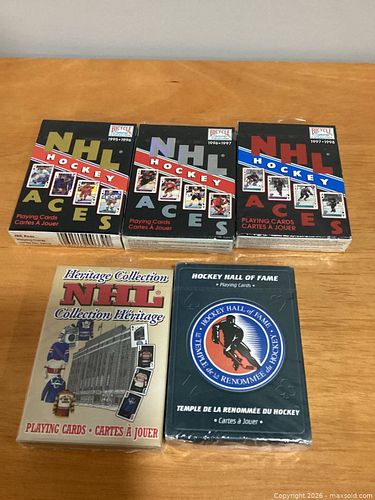 BICYCLE
1995•1996
NHL
HOCKEY
ACES
Playing Cards
Cartes À Jouer
BICYCLE
1996•1997
NHL
HOCKEY
ACES
Playing Cards
Cartes À Jouer
BICYCLE
1997•1998
NHL
HOCKEY
ACES
PLAYING CARDS
CARTES À JOUER
Heritage Collection
NHL
Collection Héritage
PLAYING CARDS • CARTES À JOUER
HOCKEY HALL OF FAME
• Playing Cards •
HOCKEY HALL OF FAME
LE TEMPLE DE LA RENOMMÉE du HOCKEY
TEMPLE DE LA RENOMMÉE DU HOCKEY
• Cartes à Jouer •
Copyright 2026 - maxsold.com